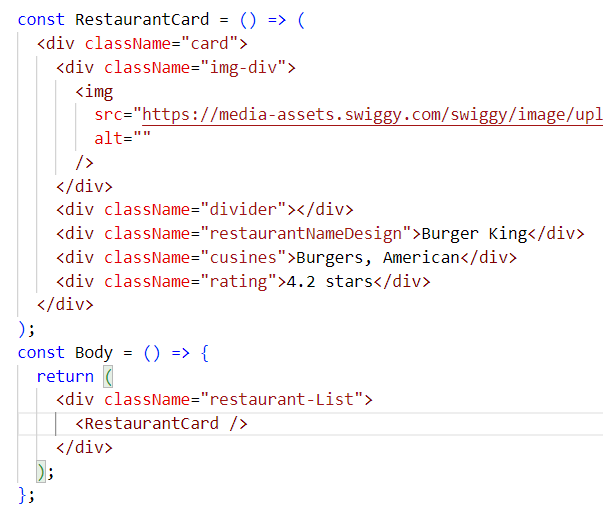 const RestaurantCard = () => (
<div className="card">
<div className="img-div">
<img
src="https://media-assets.swiggy.com/swiggy/image/upl
alt=""
/>
</div>
<div className="divider"></div>
<div className="restaurantNameDesign">Burger King</div>
<div className="cusines">Burgers, American</div>
<div className="rating">4.2 stars</div>
</div>
);
const Body = () => {
return (
<div className="restaurant-List">
<RestaurantCard />
</div>
);
};